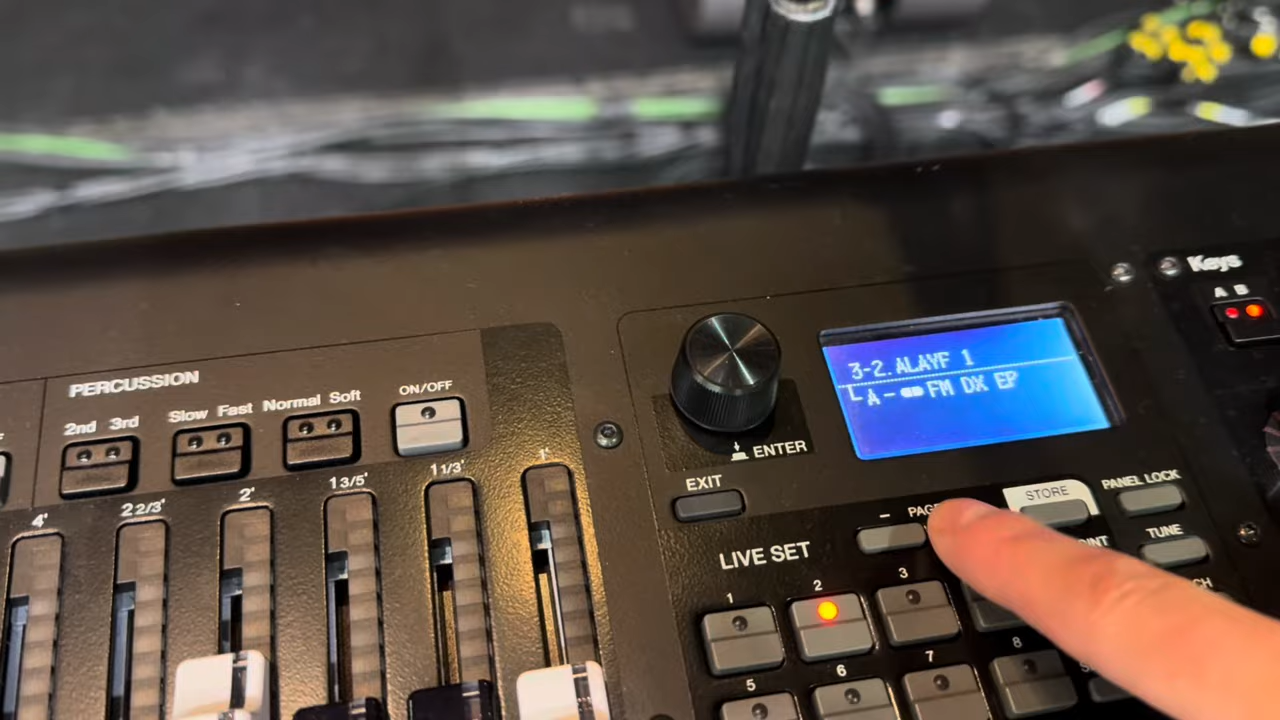 Keys
A B
3-2. ALAYF 1
A - FM DX EP
PERCUSSION
2nd 3rd
Slow Fast
Normal Soft
ON/OFF
ENTER
EXIT
STORE
PANEL LOCK
TUNE
LIVE SET
4'
2 2/3'
2'
1 3/5'
1 1/3'
1'
1
2
3
5
6
7
8